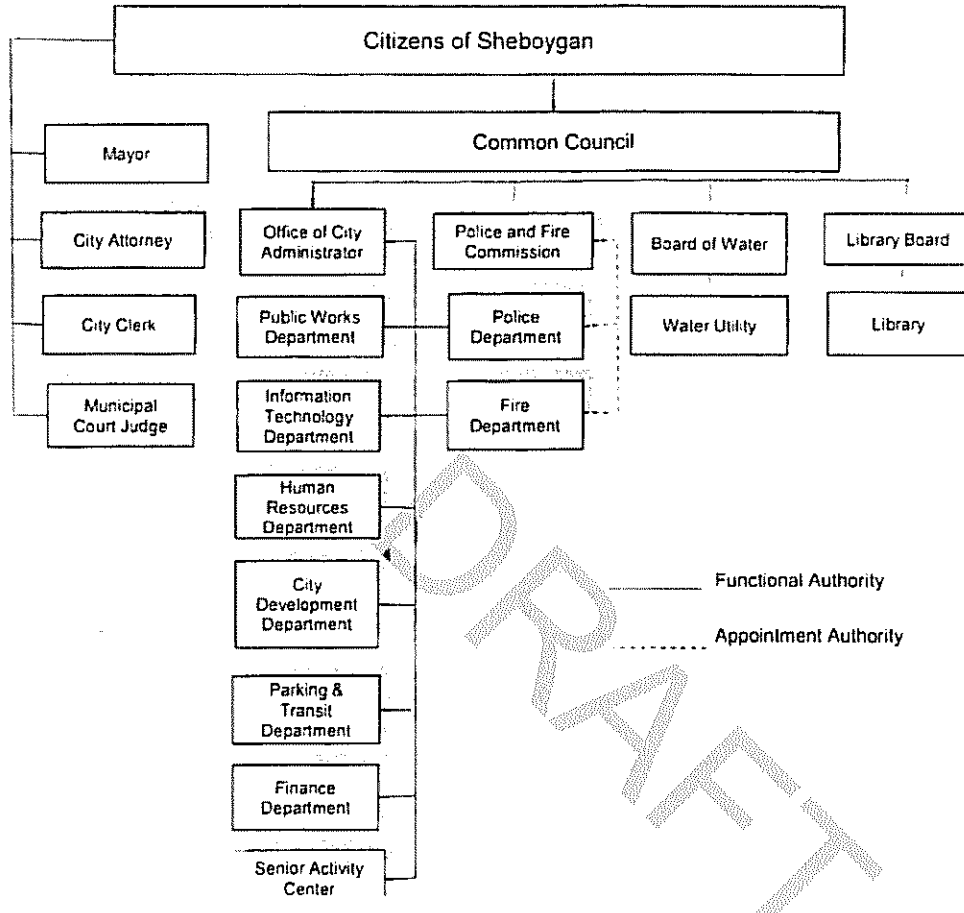 Citizens of Sheboygan
Common Council
Mayor
City Attorney
City Clerk
Municipal
Court Judge
Office of City
Administrator
Police and Fire
Commission
Board of Water
Library Board
Public Works
Department
Police
Department
Water Utility
Library
Information
Technology
Department
Fire
Department
Human
Resources
Department
City
Development
Department
Parking &
Transit
Department
Finance
Department
Senior Activity
Center
Functional Authority
Appointment Authority
DRAFT